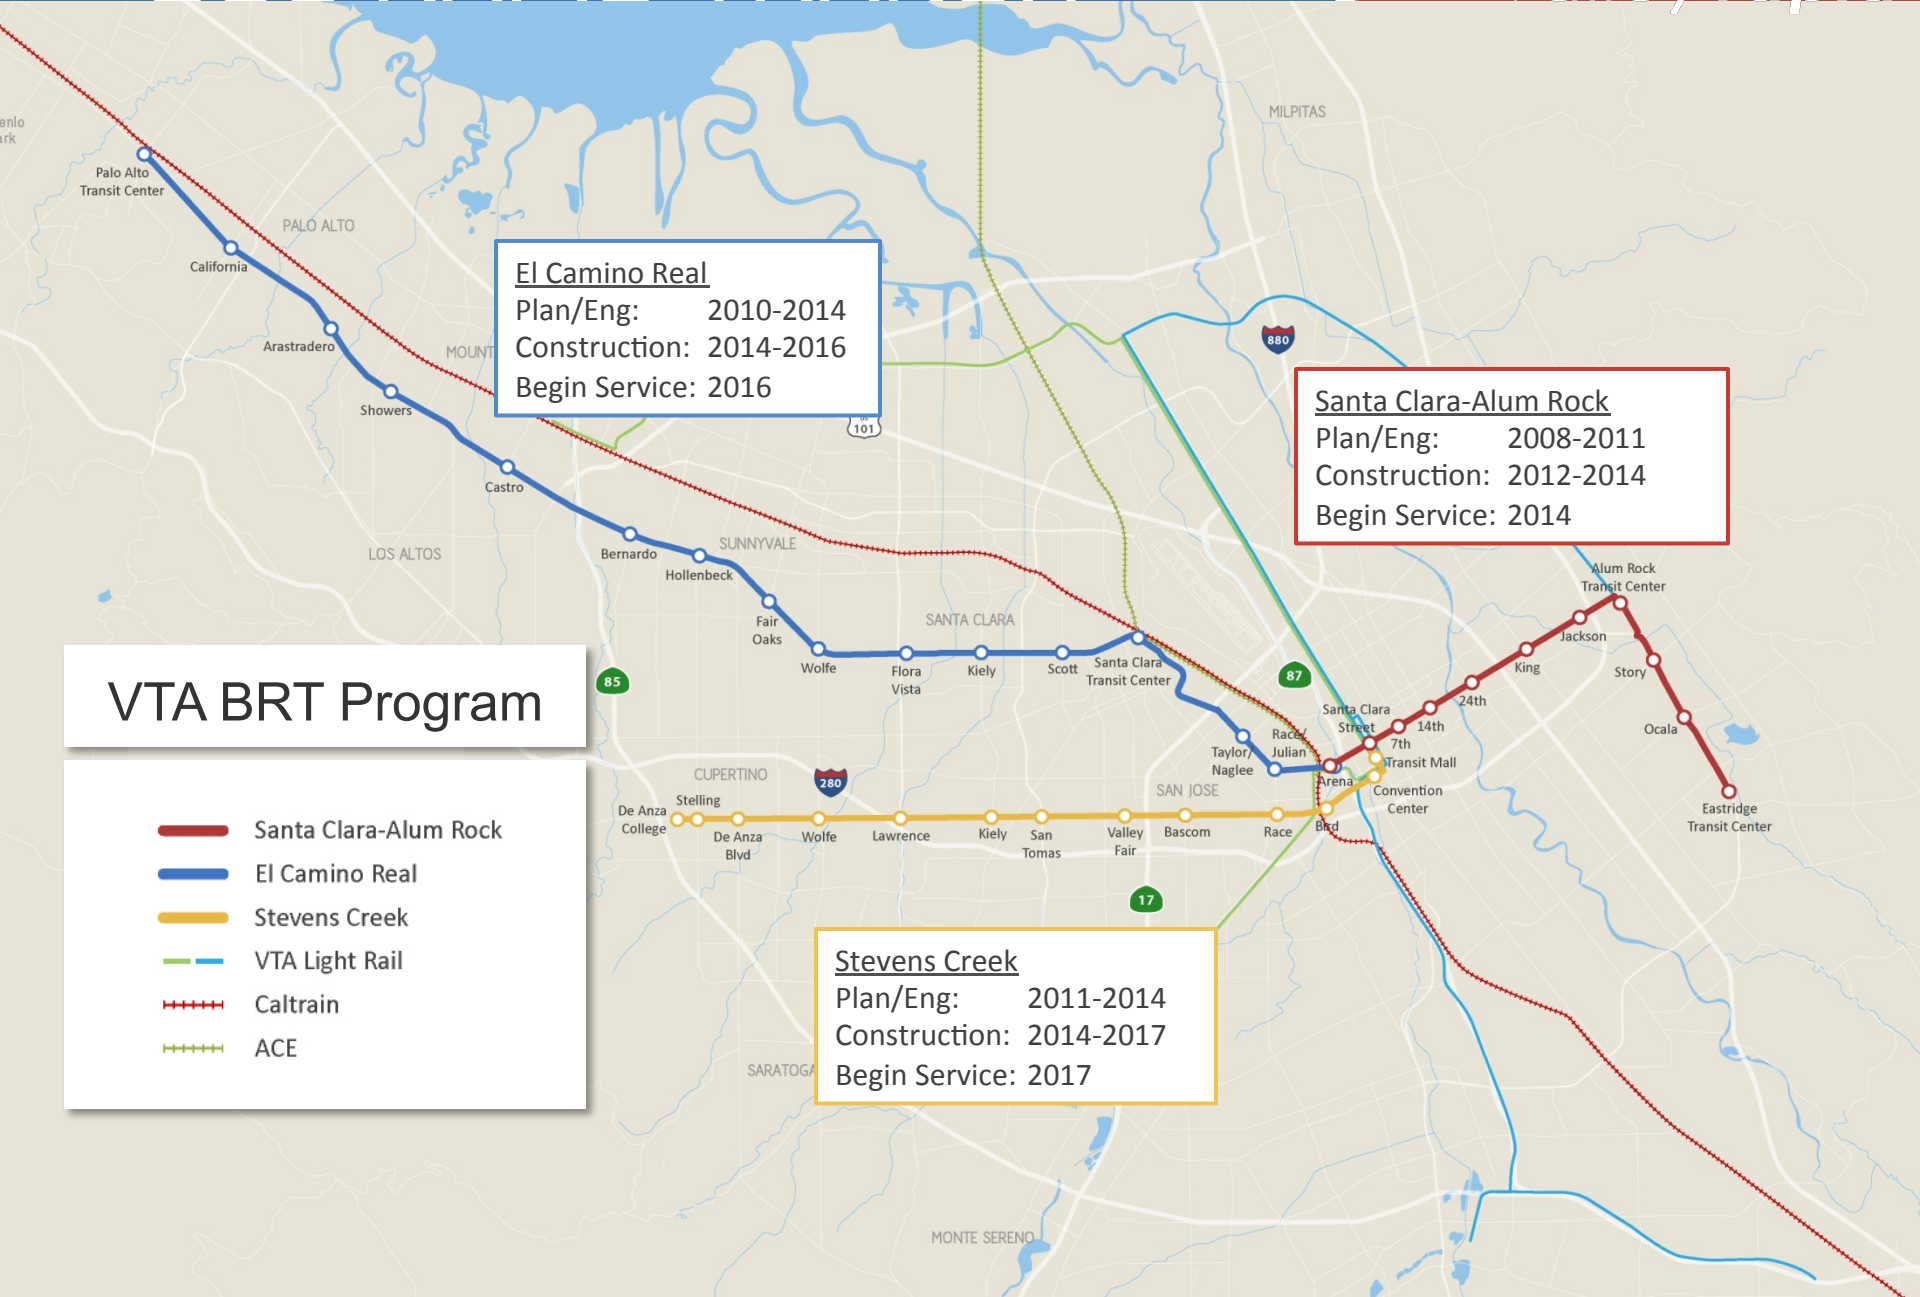 MILPITAS
enlo
ark
Palo Alto
Transit Center
PALO ALTO
California
Arastradero
MOUNT
Showers
Castro
El Camino Real
Plan/Eng: 2010-2014
Construction: 2014-2016
Begin Service: 2016
880
101
Santa Clara-Alum Rock
Plan/Eng: 2008-2011
Construction: 2012-2014
Begin Service: 2014
LOS ALTOS
Bernardo
Hollenbeck
SUNNYVALE
Fair
Oaks
Wolfe
SANTA CLARA
Flora
Vista
Kiely
Scott
Santa Clara
Transit Center
Alum Rock
Transit Center
Jackson
King
Story
24th
14th
Ocala
7th
Santa Clara
Street
87
85
Race/
Julian
Taylor/
Naglee
Transit Mall
Arena
Convention
Center
Eastridge
Transit Center
VTA BRT Program
CUPERTINO
280
SAN JOSE
De Anza
College
Stelling
De Anza
Blvd
Wolfe
Lawrence
Kiely
San
Tomas
Valley
Fair
Bascom
Race
Bird
17
Santa Clara-Alum Rock
El Camino Real
Stevens Creek
VTA Light Rail
Caltrain
ACE
Stevens Creek
Plan/Eng: 2011-2014
Construction: 2014-2017
Begin Service: 2017
SARATOGA
MONTE SERENO